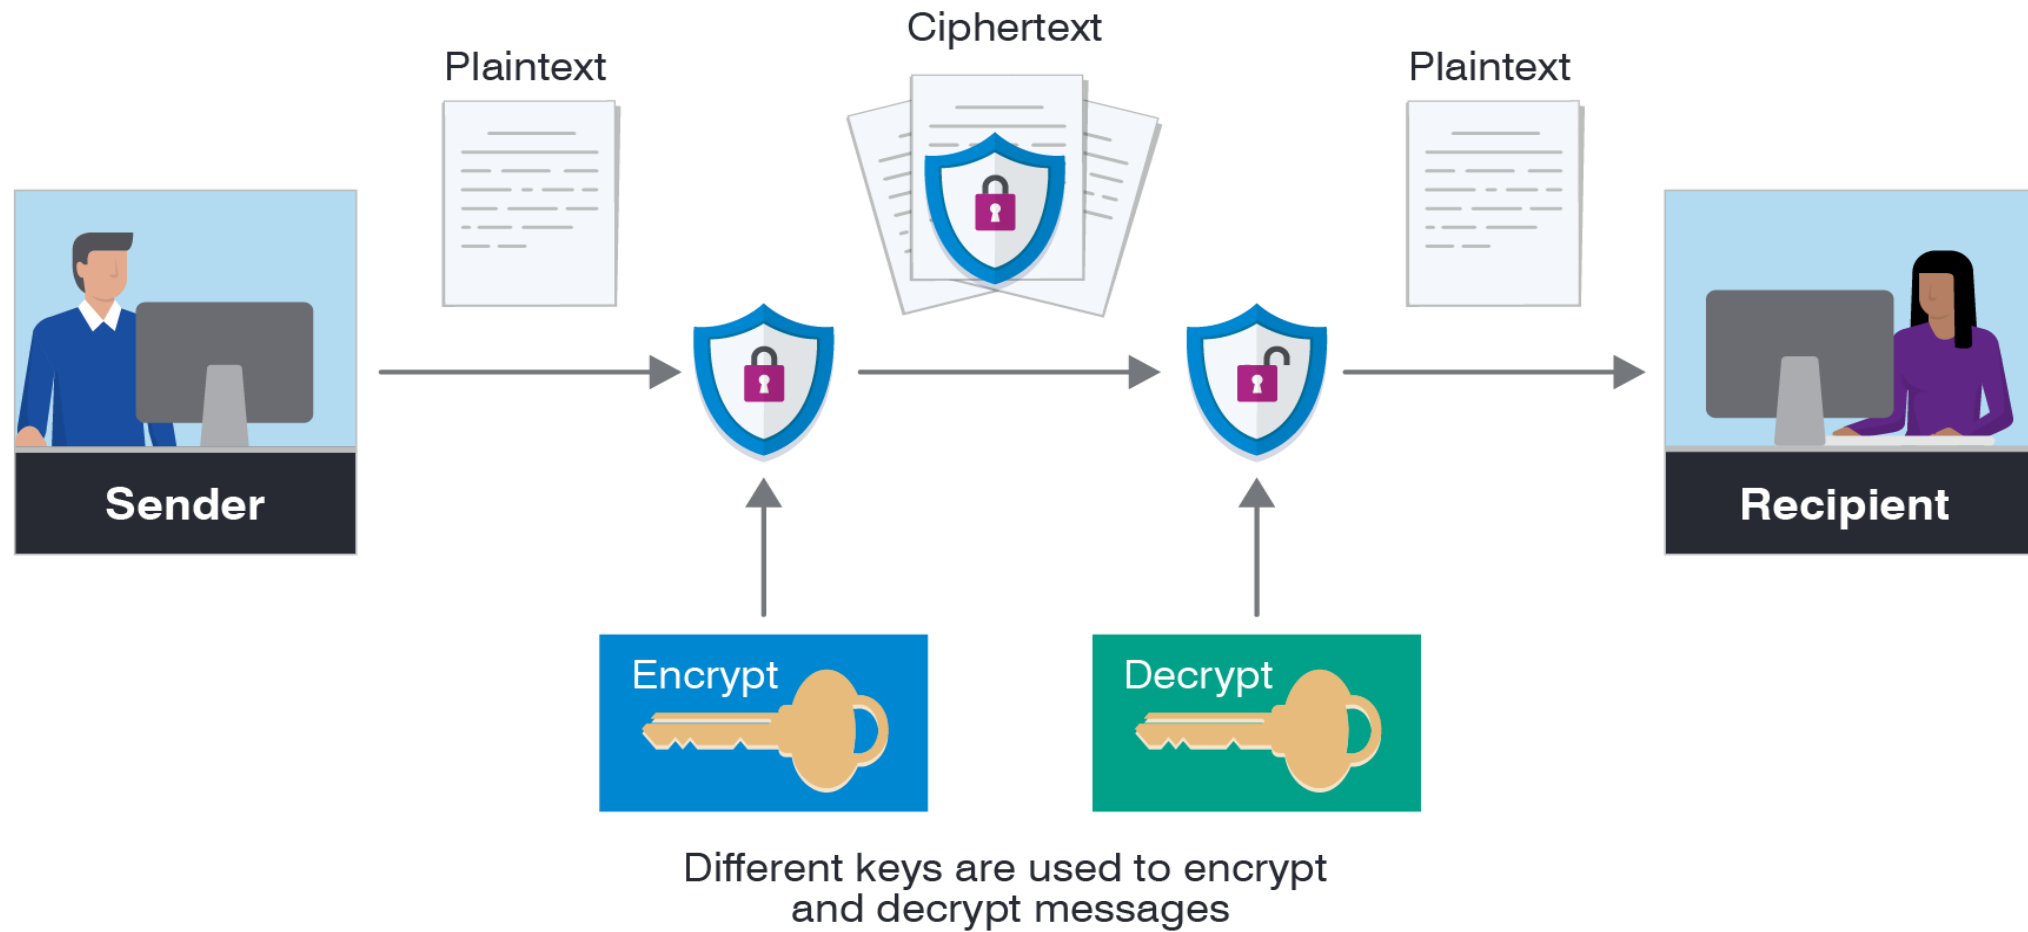 Ciphertext
Plaintext
Plaintext
Sender
Recipient
Encrypt
Decrypt
Different keys are used to encrypt
and decrypt messages